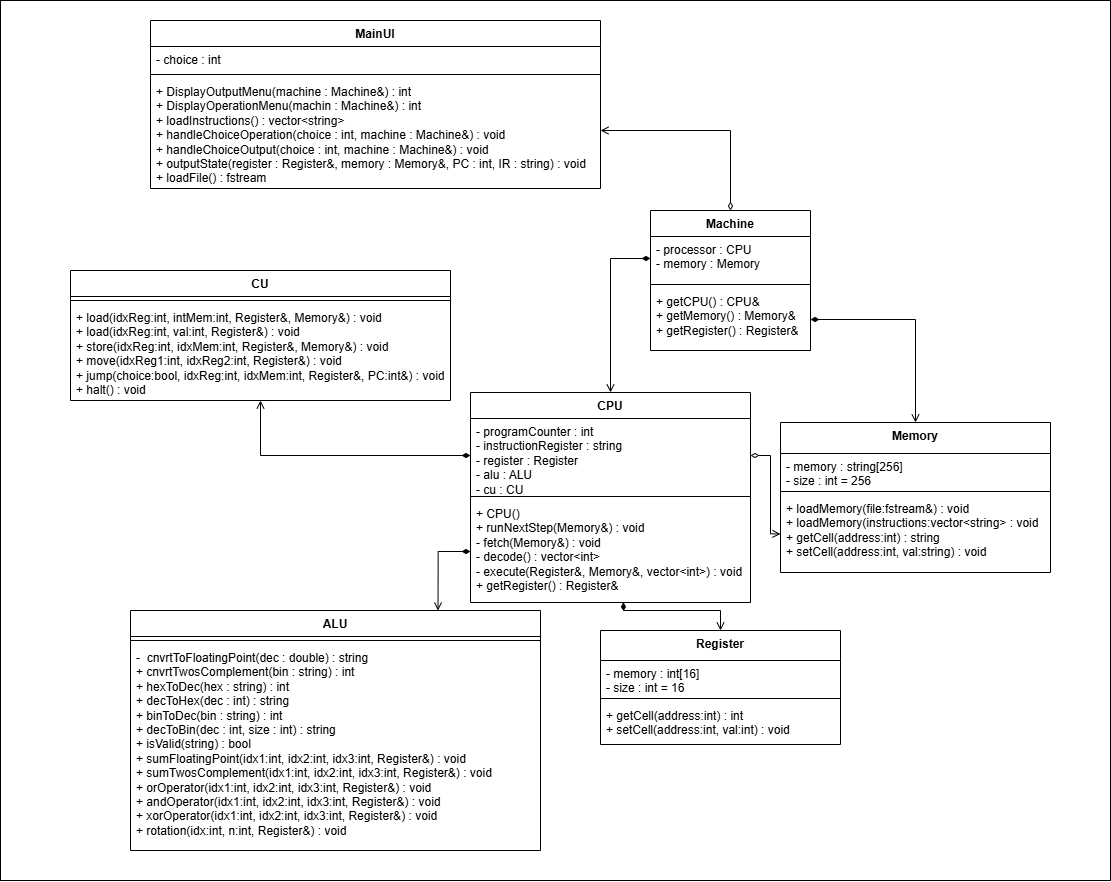 MainUI
- choice : int
+ DisplayOutputMenu(machine : Machine&) : int
+ DisplayOperationMenu(machin : Machine&) : int
+ loadInstructions() : vector<string>
+ handleChoiceOperation(choice : int, machine : Machine&) : void
+ handleChoiceOutput(choice : int, machine : Machine&) : void
+ outputState(register : Register&, memory : Memory&, PC : int, IR : string) : void
+ loadFile() : fstream
Machine
- processor : CPU
- memory : Memory
+ getCPU() : CPU&
+ getMemory() : Memory&
+ getRegister() : Register&
CU
+ load(idxReg:int, intMem:int, Register&, Memory&) : void
+ load(idxReg:int, val:int, Register&) : void
+ store(idxReg:int, idxMem:int, Register&, Memory&) : void
+ move(idxReg1:int, idxReg2:int, Register&) : void
+ jump(choice:bool, idxReg:int, idxMem:int, Register&, PC:int&) : void
+ halt() : void
CPU
- programCounter : int
- instructionRegister : string
- register : Register
- alu : ALU
- cu : CU
+ CPU()
+ runNextStep(Memory&) : void
- fetch(Memory&) : void
- decode() : vector<int>
- execute(Register&, Memory&, vector<int>) : void
+ getRegister() : Register&
Memory
- memory : string[256]
- size : int = 256
+ loadMemory(file:fstream&) : void
+ loadMemory(instructions:vector<string> : void
+ getCell(address:int) : string
+ setCell(address:int, val:string) : void
ALU
- cnvrtToFloatingPoint(dec : double) : string
+ cnvrtTwosComplement(bin : string) : int
+ hexToDec(hex : string) : int
+ decToHex(dec : int) : string
+ binToDec(bin : string) : int
+ decToBin(dec : int, size : int) : string
+ isValid(string) : bool
+ sumFloatingPoint(idx1:int, idx2:int, idx3:int, Register&) : void
+ sumTwosComplement(idx1:int, idx2:int, idx3:int, Register&) : void
+ orOperator(idx1:int, idx2:int, idx3:int, Register&) : void
+ andOperator(idx1:int, idx2:int, idx3:int, Register&) : void
+ xorOperator(idx1:int, idx2:int, idx3:int, Register&) : void
+ rotation(idx:int, n:int, Register&) : void
Register
- memory : int[16]
- size : int = 16
+ getCell(address:int) : int
+ setCell(address:int, val:int) : void